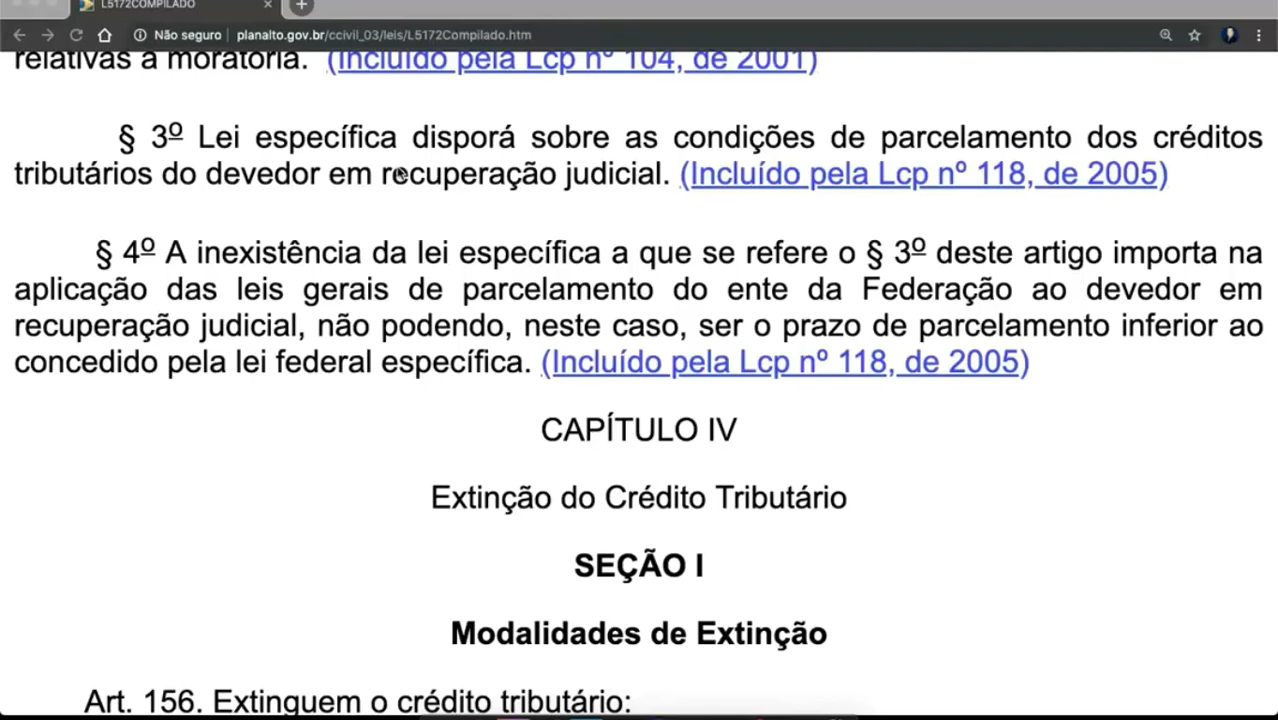 L5172COMPILADO
Não seguro planalto.gov.br/ccivil_03/leis/L5172Compilado.htm
relativas à moratória. (Incluído pela Lcp nº 104, de 2001)
§ 3º Lei específica disporá sobre as condições de parcelamento dos créditos
tributários do devedor em recuperação judicial. (Incluído pela Lcp nº 118, de 2005)
§ 4º A inexistência da lei específica a que se refere o § 3º deste artigo importa na
aplicação das leis gerais de parcelamento do ente da Federação ao devedor em
recuperação judicial, não podendo, neste caso, ser o prazo de parcelamento inferior ao
concedido pela lei federal específica. (Incluído pela Lcp nº 118, de 2005)
CAPÍTULO IV
Extinção do Crédito Tributário
SEÇÃO I
Modalidades de Extinção
Art. 156. Extinguem o crédito tributário: